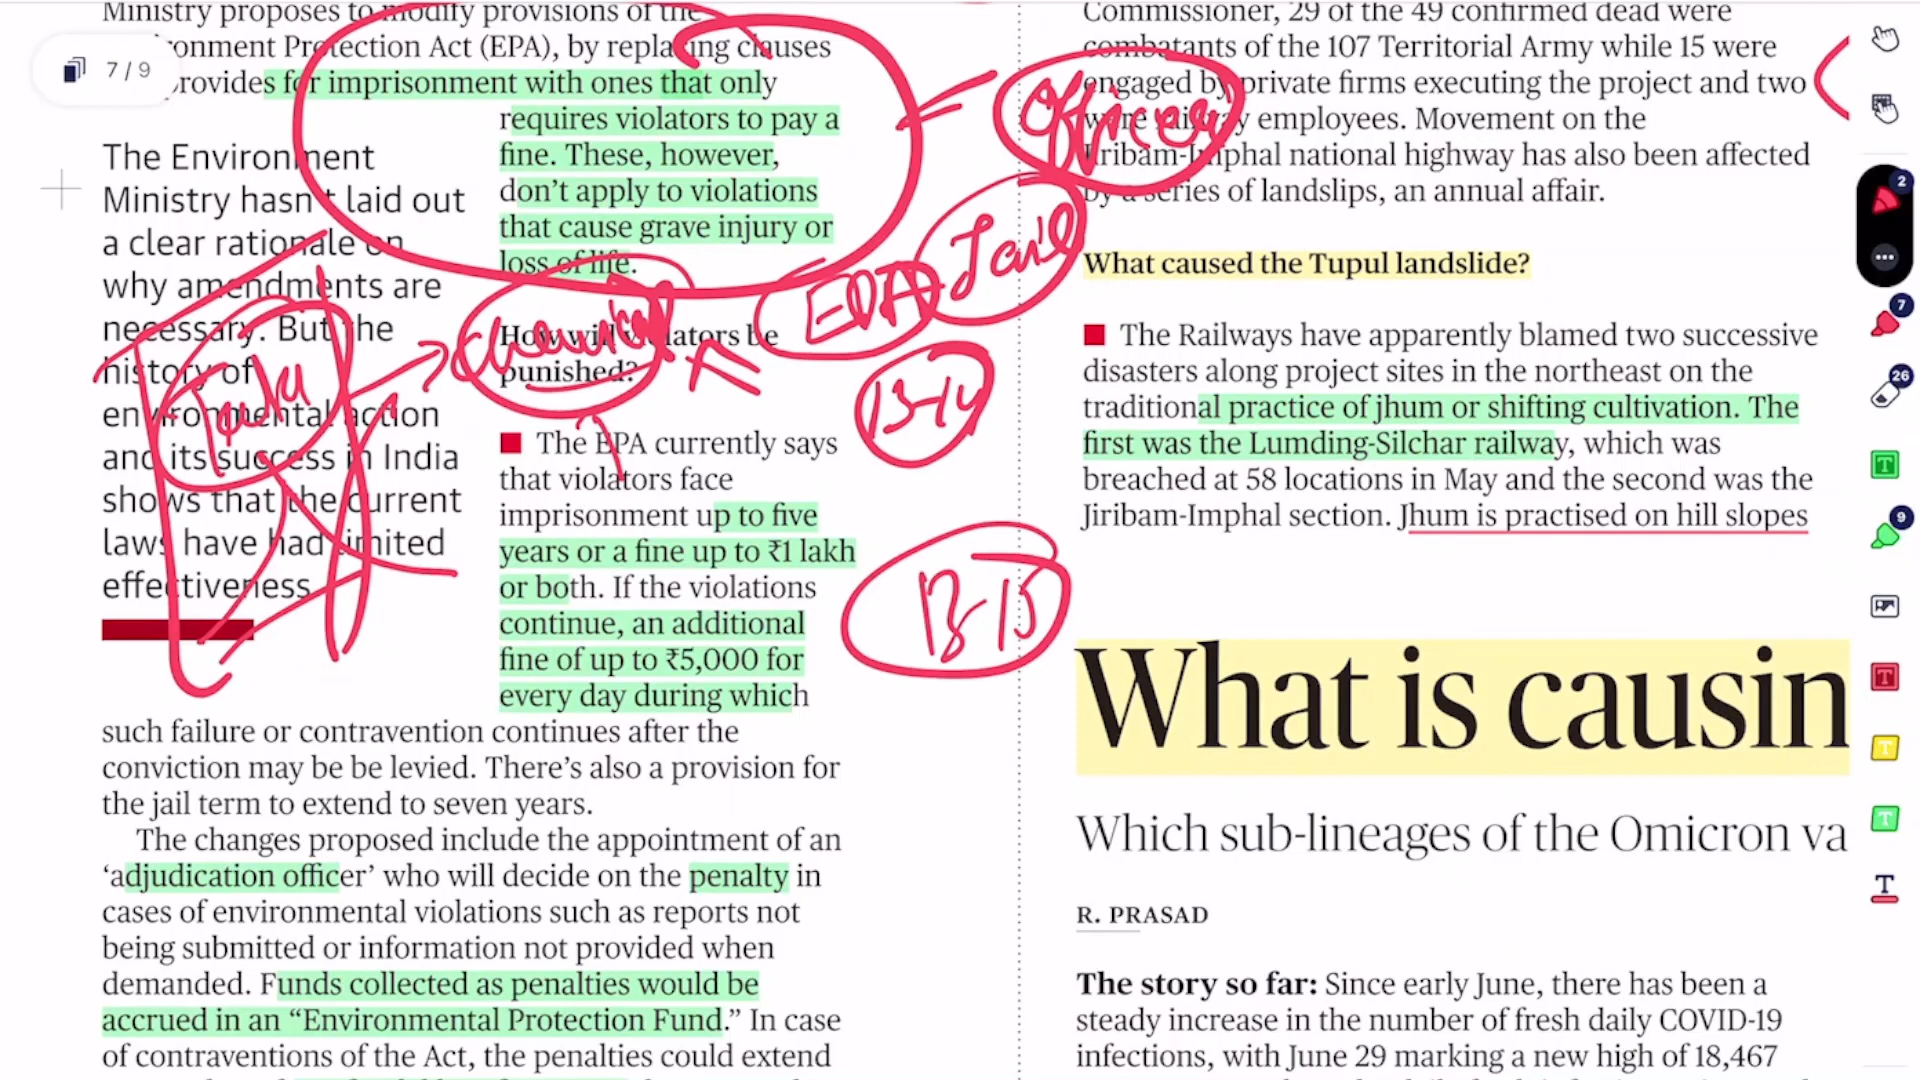 Ministry proposes to modify provisions of the
ronment Protection Act (EPA), by replacing clauses
7 / 9
rovides for imprisonment with ones that only
requires violators to pay a
fine. These, however,
don't apply to violations
that cause grave injury or
loss of life.
The Environment
Ministry hasn't laid out
a clear rationale on
why amendments are
necessary. But the
history of
environmental action
and its success in India
shows that the current
laws have had limited
effectiveness
How will violators be
punished?
■ The EPA currently says
that violators face
imprisonment up to five
years or a fine up to ₹1 lakh
or both. If the violations
continue, an additional
fine of up to ₹5,000 for
every day during which
such failure or contravention continues after the
conviction may be be levied. There's also a provision for
the jail term to extend to seven years.
The changes proposed include the appointment of an
'adjudication officer' who will decide on the penalty in
cases of environmental violations such as reports not
being submitted or information not provided when
demanded. Funds collected as penalties would be
accrued in an “Environmental Protection Fund.” In case
of contraventions of the Act, the penalties could extend
Officer
Jail
EPA
Chemical
13-14
13-15
Commissioner, 29 of the 49 confirmed dead were
combatants of the 107 Territorial Army while 15 were
engaged by private firms executing the project and two
were railway employees. Movement on the
Jiribam-Imphal national highway has also been affected
by a series of landslips, an annual affair.
What caused the Tupul landslide?
■ The Railways have apparently blamed two successive
disasters along project sites in the northeast on the
traditional practice of jhum or shifting cultivation. The
first was the Lumding-Silchar railway, which was
breached at 58 locations in May and the second was the
Jiribam-Imphal section. Jhum is practised on hill slopes
What is causin
Which sub-lineages of the Omicron va
R. PRASAD
The story so far: Since early June, there has been a
steady increase in the number of fresh daily COVID-19
infections, with June 29 marking a new high of 18,467
2
7
26
9